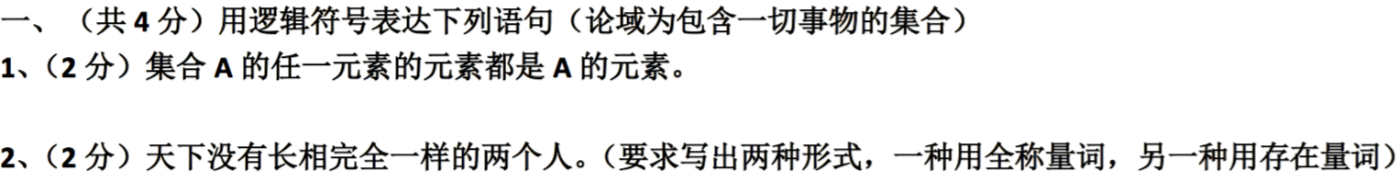 一、（共 4 分）用逻辑符号表达下列语句（论域为包含一切事物的集合）
1、（2 分）集合 A 的任一元素的元素都是 A 的元素。
2、（2 分）天下没有长相完全一样的两个人。（要求写出两种形式，一种用全称量词，另一种用存在量词）